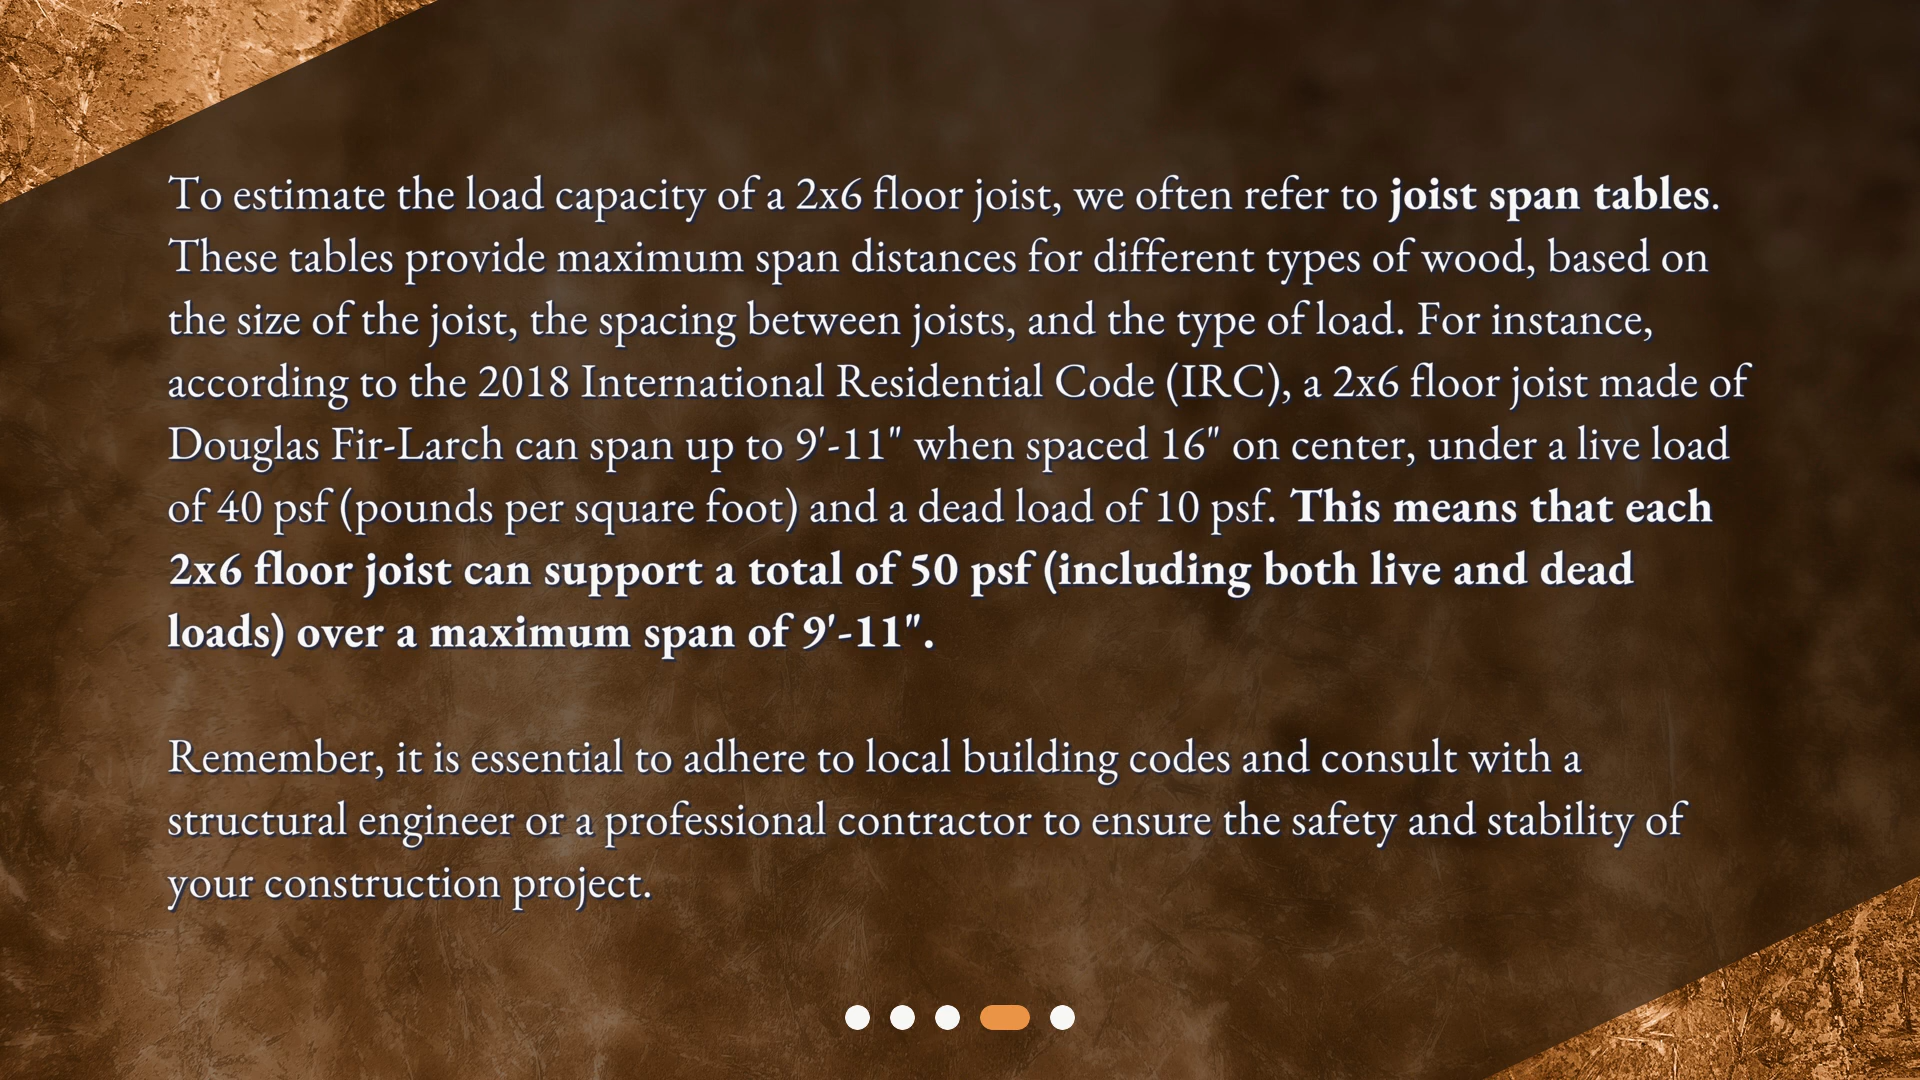 To estimate the load capacity of a 2x6 floor joist, we often refer to joist span tables.
These tables provide maximum span distances for different types of wood, based on
the size of the joist, the spacing between joists, and the type of load. For instance,
according to the 2018 International Residential Code (IRC), a 2x6 floor joist made of
Douglas Fir-Larch can span up to 9'-11" when spaced 16" on center, under a live load
of 40 psf (pounds per square foot) and a dead load of 10 psf. This means that each
2x6 floor joist can support a total of 50 psf (including both live and dead
loads) over a maximum span of 9'-11".
Remember, it is essential to adhere to local building codes and consult with a
structural engineer or a professional contractor to ensure the safety and stability of
your construction project.